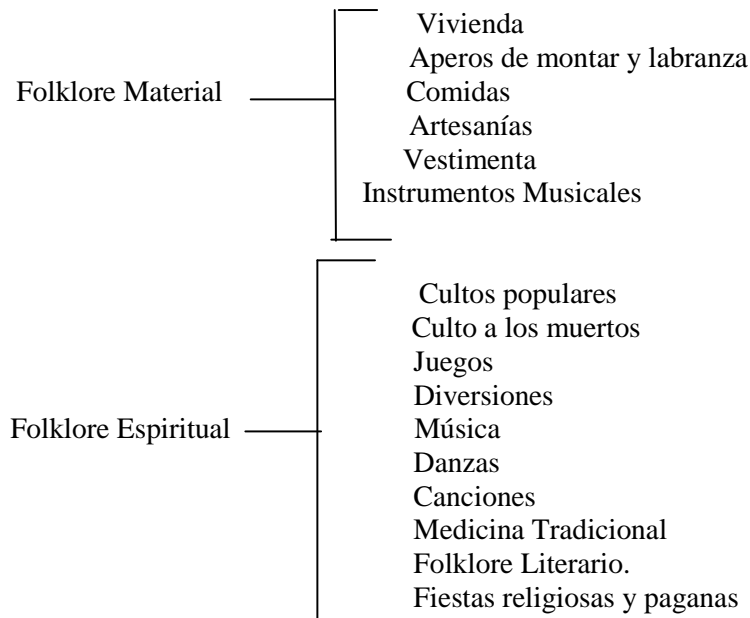 Folklore Material
Vivienda
Aperos de montar y labranza
Comidas
Artesanías
Vestimenta
Instrumentos Musicales
Folklore Espiritual
Cultos populares
Culto a los muertos
Juegos
Diversiones
Música
Danzas
Canciones
Medicina Tradicional
Folklore Literario.
Fiestas religiosas y paganas